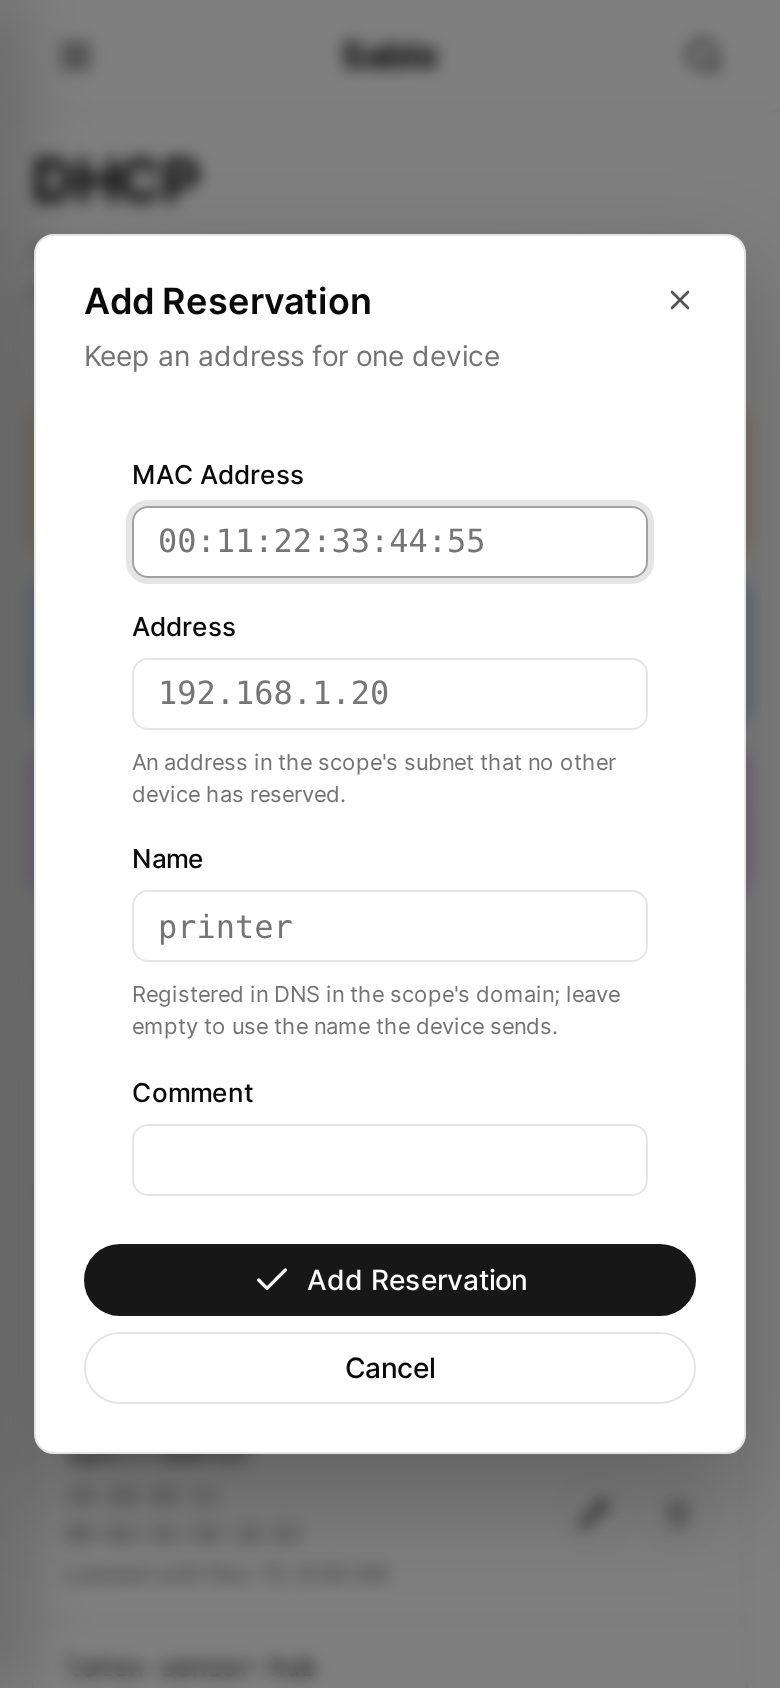 Sable
DHCP
Add Reservation
Keep an address for one device
MAC Address
00:11:22:33:44:55
Address
192.168.1.20
An address in the scope's subnet that no other
device has reserved.
Name
printer
Registered in DNS in the scope's domain; leave
empty to use the name the device sends.
Comment
Add Reservation
Cancel